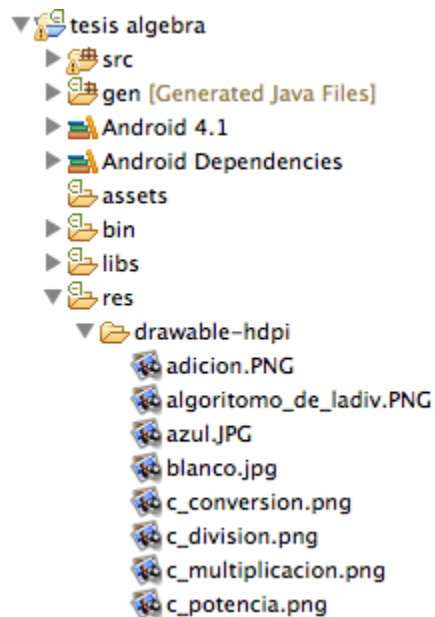 tesis algebra
src
gen [Generated Java Files]
Android 4.1
Android Dependencies
assets
bin
libs
res
drawable-hdpi
adicion.PNG
algoritomo_de_ladiv.PNG
azul.JPG
blanco.jpg
c_conversion.png
c_division.png
c_multiplicacion.png
c_potencia.png